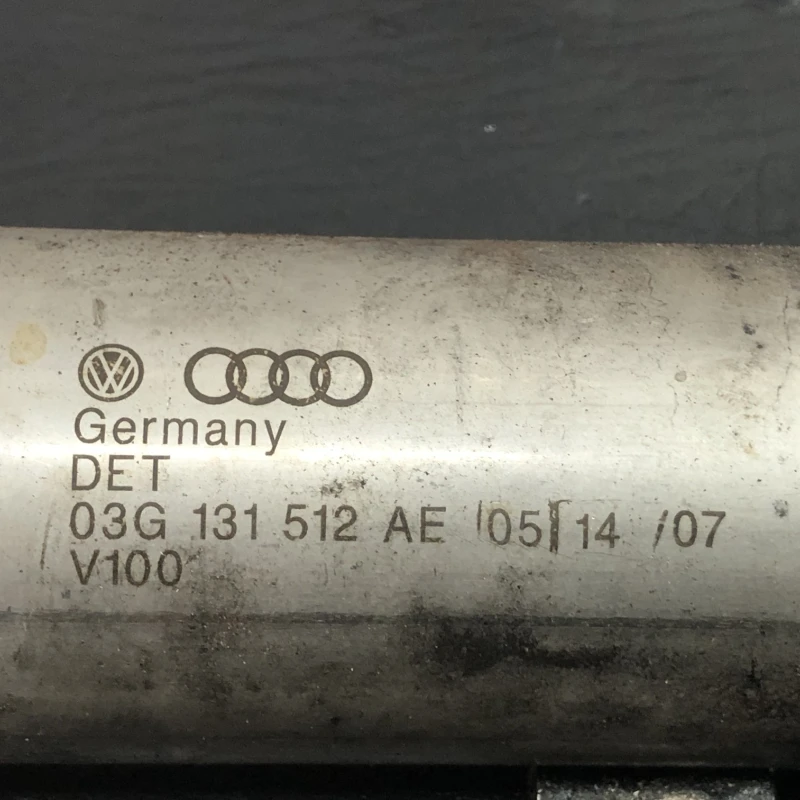 Germany
DET
03G 131 512 AE |05| 14 /07
V100